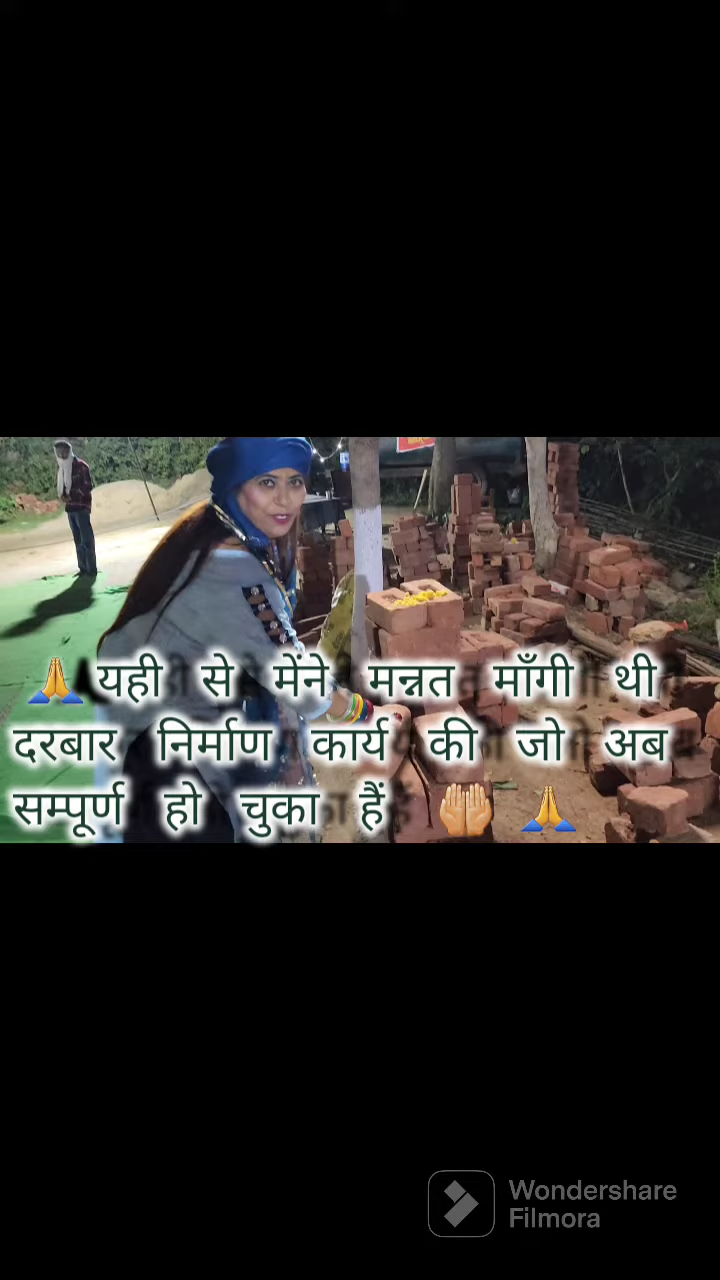 🙏यही से मेंने मन्नत माँगी थी
दरबार निर्माण कार्य की जो अब
सम्पूर्ण हो चुका हैं 🤲 🙏
Wondershare
Filmora